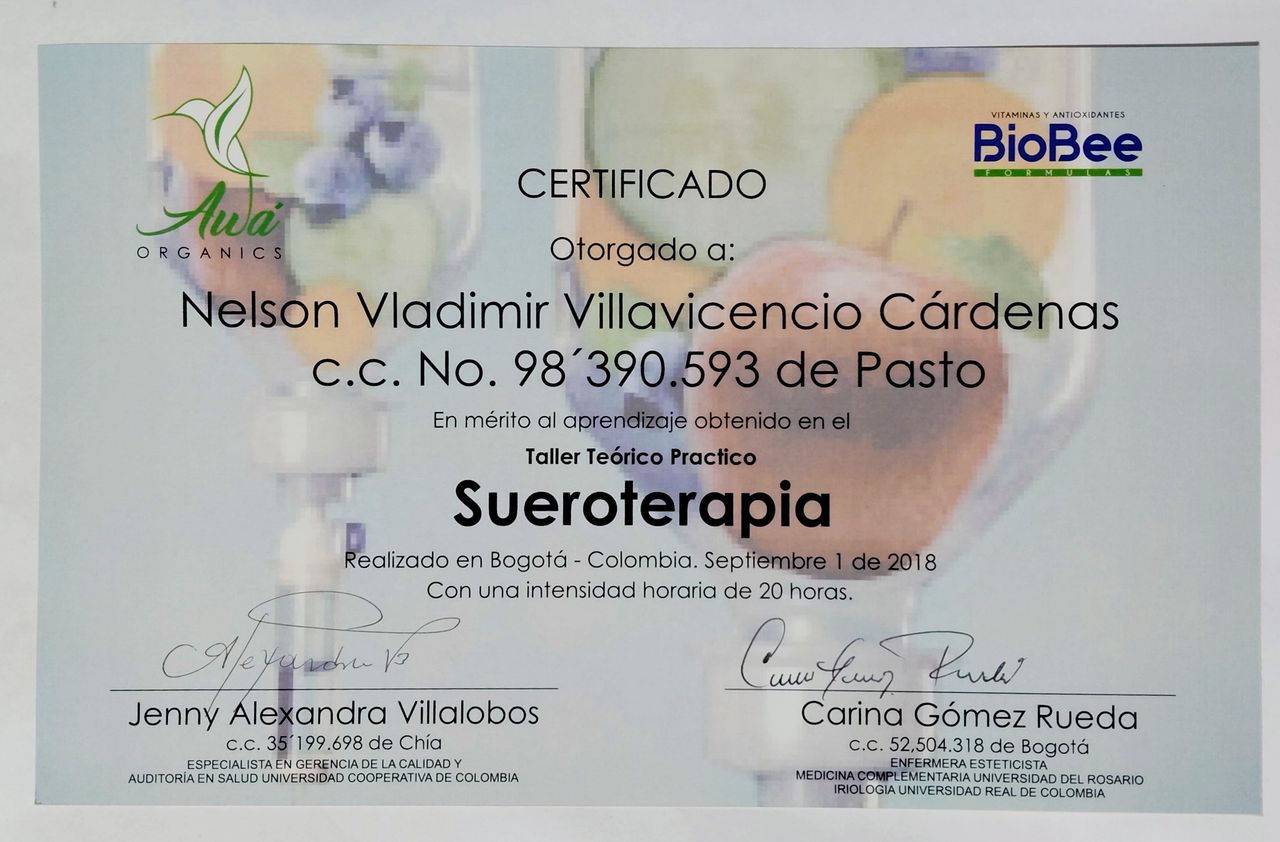 Awá
ORGANICS
VITAMINAS Y ANTIOXIDANTES
BioBee
FORMULAS
CERTIFICADO
Otorgado a:
Nelson Vladimir Villavicencio Cárdenas
c.c. No. 98´390.593 de Pasto
En mérito al aprendizaje obtenido en el
Taller Teórico Practico
Sueroterapia
Realizado en Bogotá - Colombia. Septiembre 1 de 2018
Con una intensidad horaria de 20 horas.
Jenny Alexandra Villalobos
c.c. 35´199.698 de Chía
ESPECIALISTA EN GERENCIA DE LA CALIDAD Y
AUDITORÍA EN SALUD UNIVERSIDAD COOPERATIVA DE COLOMBIA
Carina Gómez Rueda
c.c. 52,504.318 de Bogotá
ENFERMERA ESTETICISTA
MEDICINA COMPLEMENTARIA UNIVERSIDAD DEL ROSARIO
IRIOLOGIA UNIVERSIDAD REAL DE COLOMBIA